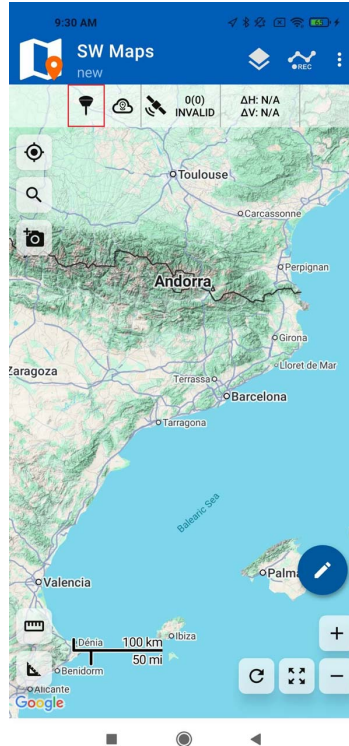 9:30 AM
SW Maps
new
REC
0(0)
INVALID
ΔH: N/A
ΔV: N/A
Toulouse
Carcassonne
Perpignan
Andorra
Girona
Lloret de Mar
Zaragoza
Terrassa
Barcelona
Tarragona
Balearic Sea
Palm
Valencia
Ibiza
Dénia
100 km
50 mi
Benidorm
Alicante
Google